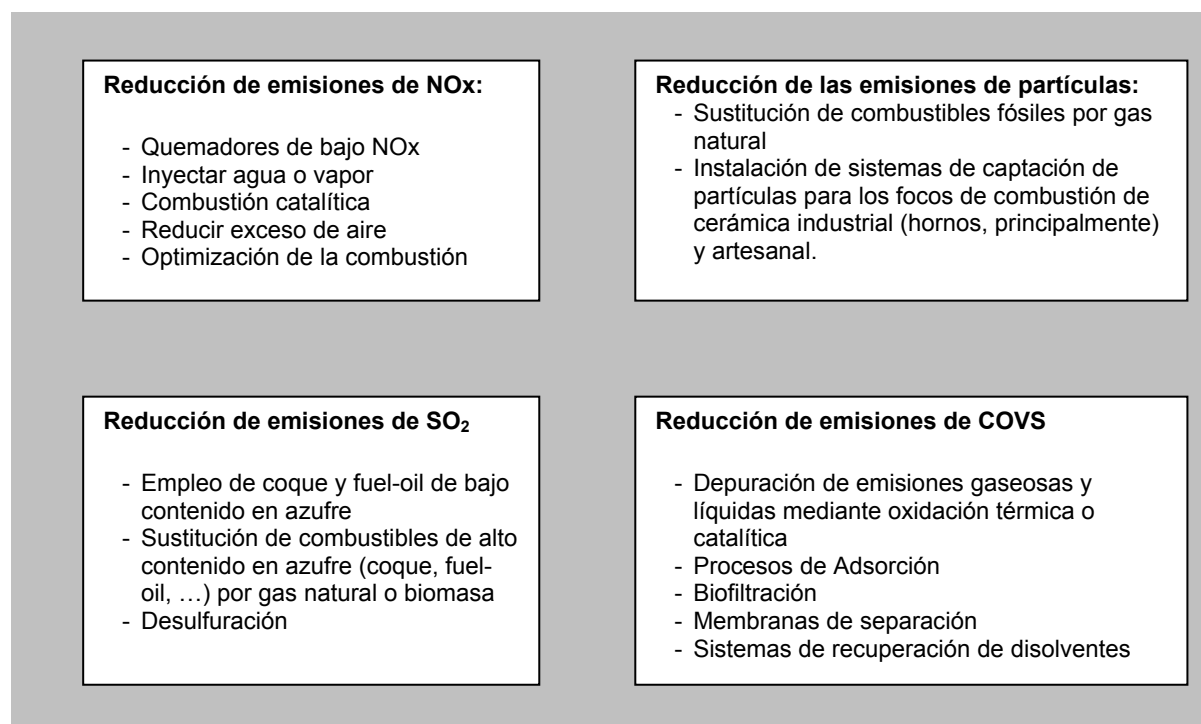 Reducción de emisiones de NOx:
- Quemadores de bajo NOx
- Inyectar agua o vapor
- Combustión catalítica
- Reducir exceso de aire
- Optimización de la combustión
Reducción de las emisiones de partículas:
- Sustitución de combustibles fósiles por gas
natural
- Instalación de sistemas de captación de
partículas para los focos de combustión de
cerámica industrial (hornos, principalmente)
y artesanal.
Reducción de emisiones de SO₂
- Empleo de coque y fuel-oil de bajo
contenido en azufre
- Sustitución de combustibles de alto
contenido en azufre (coque, fuel-
oil, …) por gas natural o biomasa
- Desulfuración
Reducción de emisiones de COVS
- Depuración de emisiones gaseosas y
líquidas mediante oxidación térmica o
catalítica
- Procesos de Adsorción
- Biofiltración
- Membranas de separación
- Sistemas de recuperación de disolventes